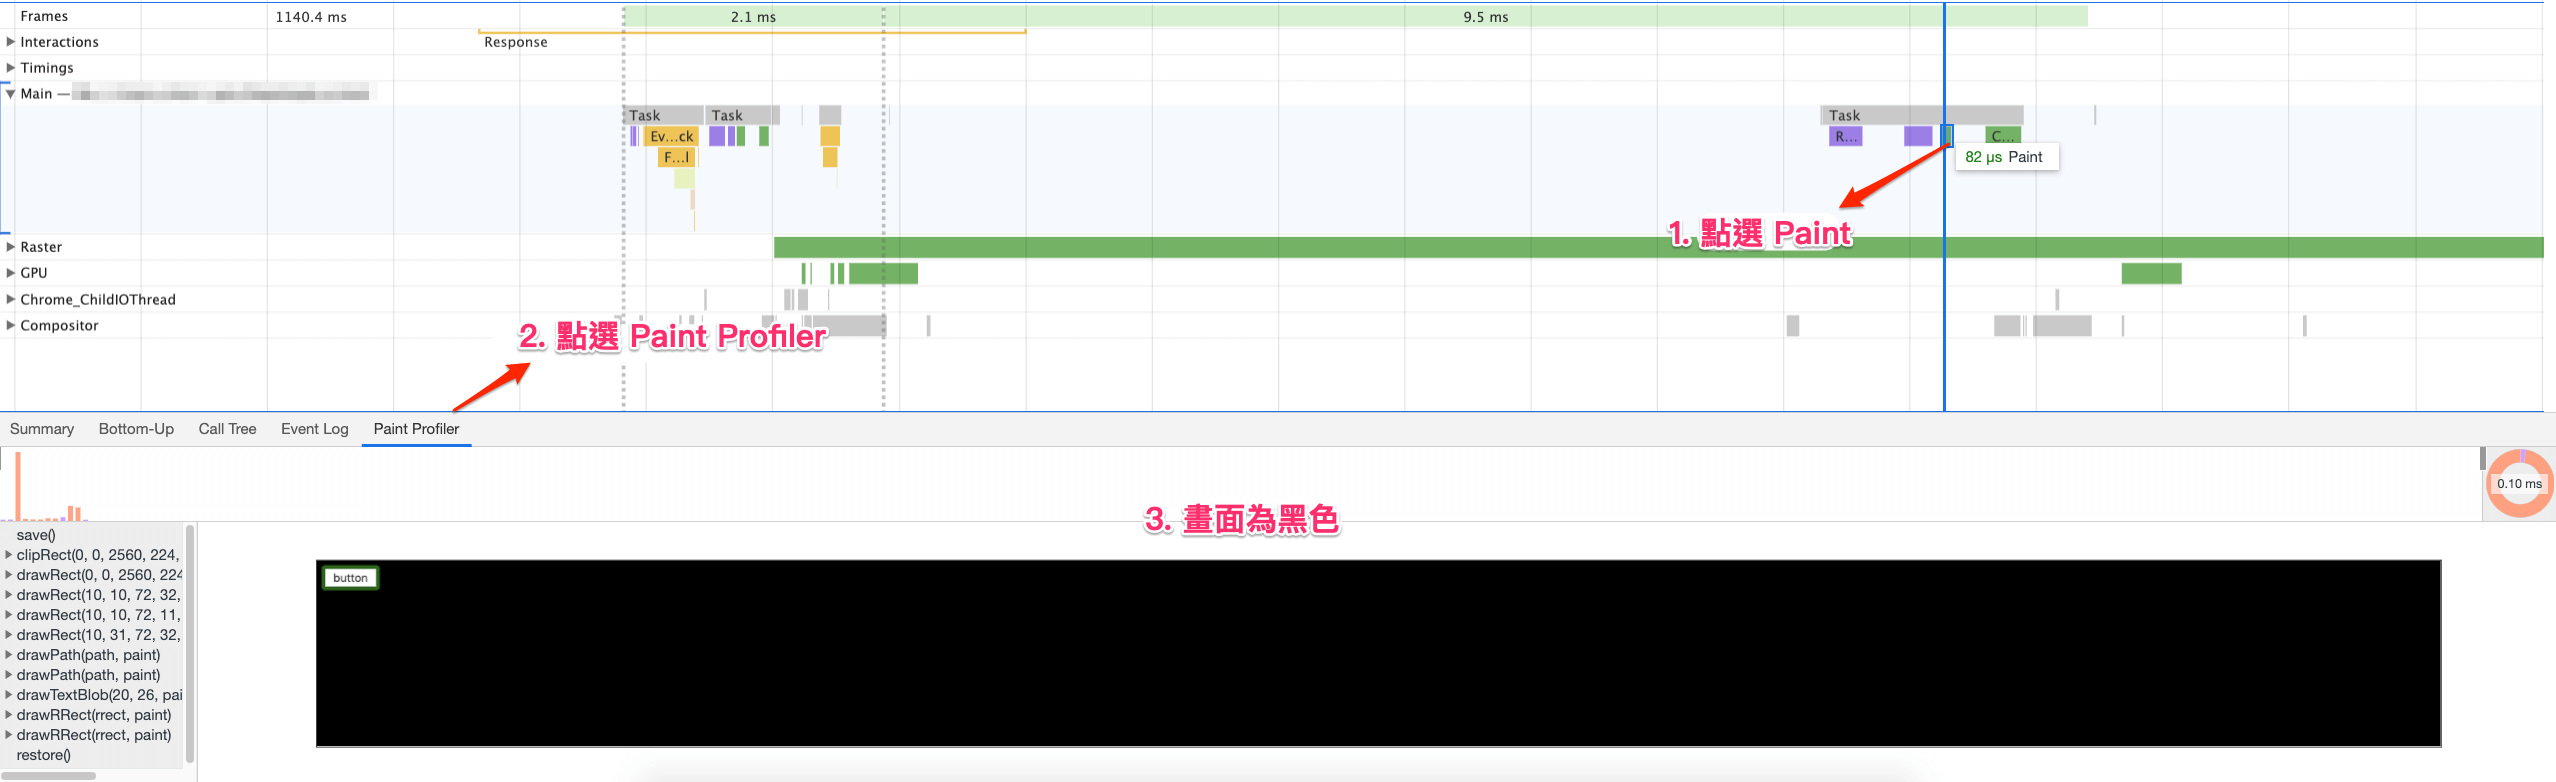 Frames 1140.4 ms 2.1 ms 9.5 ms
Interactions Response
Timings
Main —
Task Task Task
Ev...ck R... C...
F...l
82 µs Paint
1. 點選 Paint
Raster
GPU
Chrome_ChildIOThread
Compositor
2. 點選 Paint Profiler
Summary Bottom-Up Call Tree Event Log Paint Profiler
0.10 ms
3. 畫面為黑色
save()
clipRect(0, 0, 2560, 224,
drawRect(0, 0, 2560, 224
drawRect(10, 10, 72, 32,
drawRect(10, 10, 72, 11,
drawRect(10, 31, 72, 32,
drawPath(path, paint)
drawPath(path, paint)
drawTextBlob(20, 26, pai
drawRRect(rrect, paint)
drawRRect(rrect, paint)
restore()
button